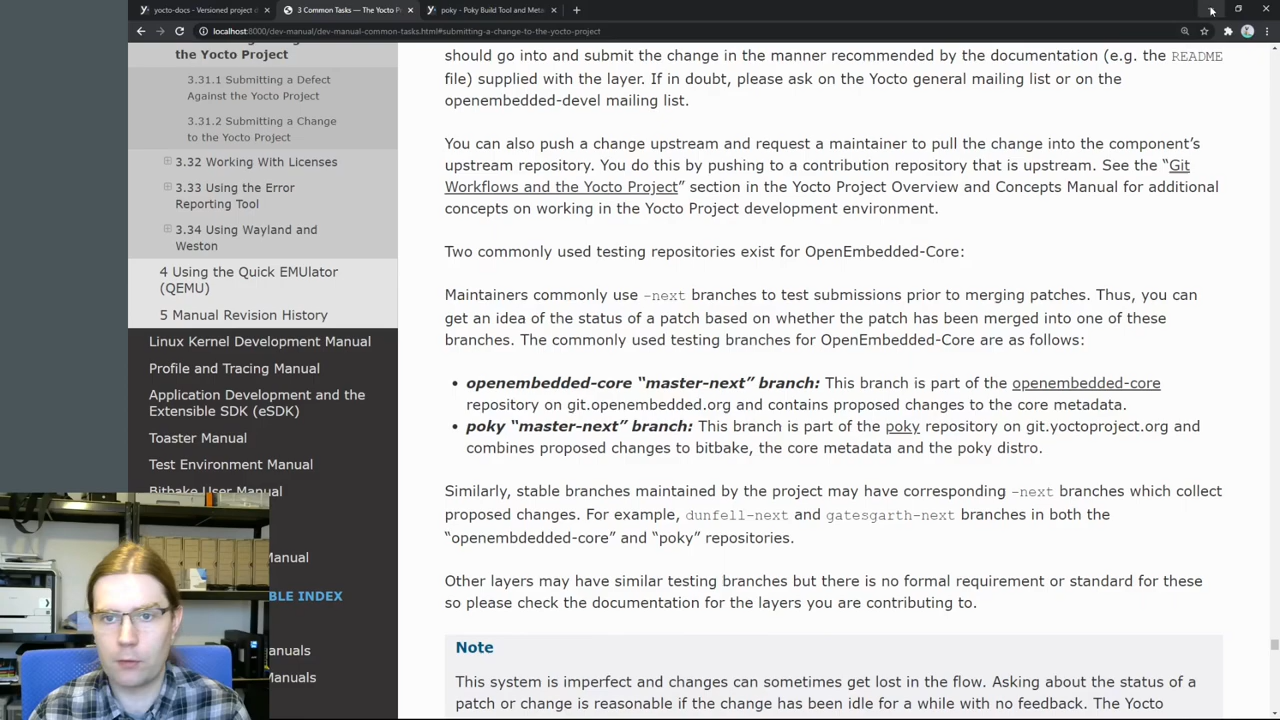 yocto-docs - Versioned project d
3 Common Tasks — The Yocto P
poky - Poky Build Tool and Meta
localhost:8000/dev-manual/dev-manual-common-tasks.html#submitting-a-change-to-the-yocto-project
the Yocto Project
3.31.1 Submitting a Defect
Against the Yocto Project
3.31.2 Submitting a Change
to the Yocto Project
3.32 Working With Licenses
3.33 Using the Error
Reporting Tool
3.34 Using Wayland and
Weston
4 Using the Quick EMUlator
(QEMU)
5 Manual Revision History
Linux Kernel Development Manual
Profile and Tracing Manual
Application Development and the
Extensible SDK (eSDK)
Toaster Manual
Test Environment Manual
Bitbake User Manual
Manual
BLE INDEX
anuals
Manuals
should go into and submit the change in the manner recommended by the documentation (e.g. the README
file) supplied with the layer. If in doubt, please ask on the Yocto general mailing list or on the
openembedded-devel mailing list.
You can also push a change upstream and request a maintainer to pull the change into the component's
upstream repository. You do this by pushing to a contribution repository that is upstream. See the “Git
Workflows and the Yocto Project” section in the Yocto Project Overview and Concepts Manual for additional
concepts on working in the Yocto Project development environment.
Two commonly used testing repositories exist for OpenEmbedded-Core:
Maintainers commonly use -next branches to test submissions prior to merging patches. Thus, you can
get an idea of the status of a patch based on whether the patch has been merged into one of these
branches. The commonly used testing branches for OpenEmbedded-Core are as follows:
• openembedded-core “master-next” branch: This branch is part of the openembedded-core
repository on git.openembedded.org and contains proposed changes to the core metadata.
• poky “master-next” branch: This branch is part of the poky repository on git.yoctoproject.org and
combines proposed changes to bitbake, the core metadata and the poky distro.
Similarly, stable branches maintained by the project may have corresponding -next branches which collect
proposed changes. For example, dunfell-next and gatesgarth-next branches in both the
“openembdedded-core” and “poky” repositories.
Other layers may have similar testing branches but there is no formal requirement or standard for these
so please check the documentation for the layers you are contributing to.
Note
This system is imperfect and changes can sometimes get lost in the flow. Asking about the status of a
patch or change is reasonable if the change has been idle for a while with no feedback. The Yocto